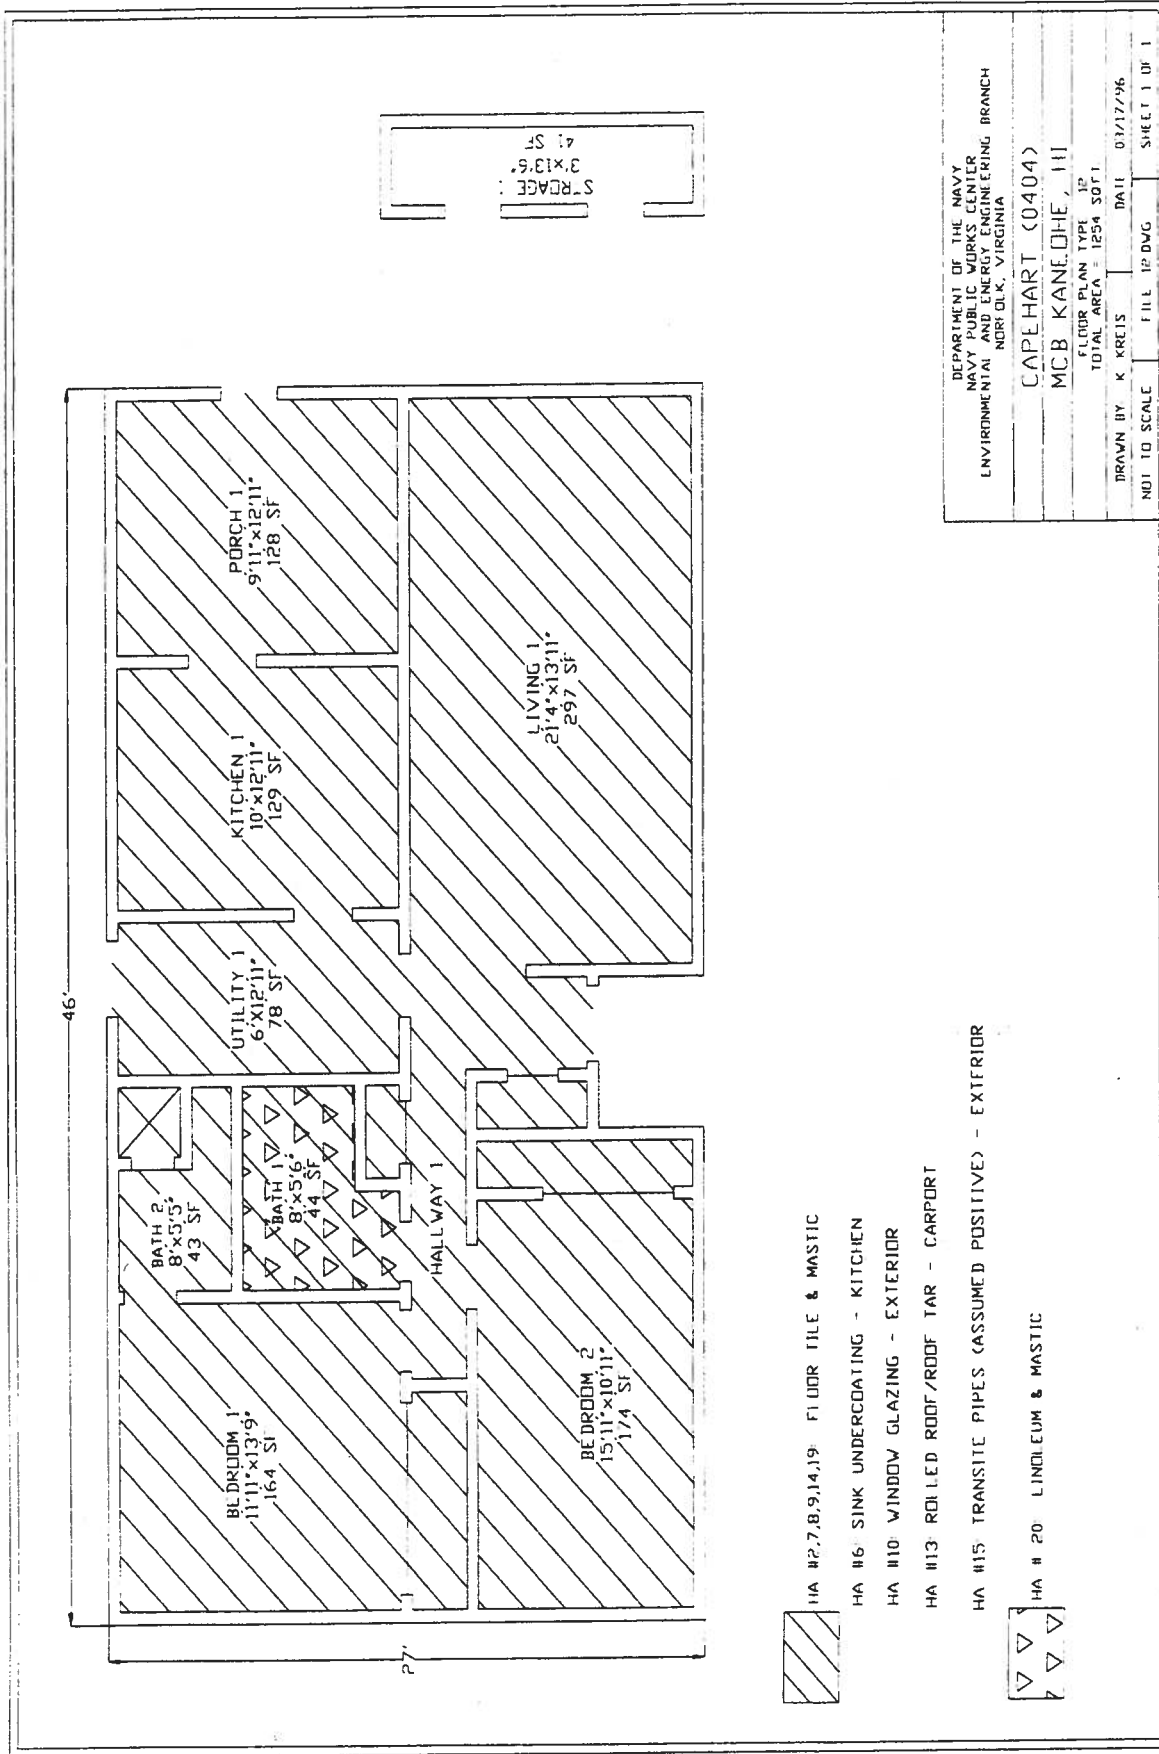 46'
27'
BEDROOM 1
11'11"x13'9"
164 SF
BATH 2
8'x5'5"
43 SF
UTILITY 1
6'X12'11"
78 SF
KITCHEN 1
10'x12'11"
129 SF
PORCH 1
9'11"x12'11"
128 SF
BATH 1
8'x5'6"
44 SF
HALLWAY 1
BEDROOM 2
15'11"x10'11"
174 SF
LIVING 1
21'4"x13'11"
297 SF
STORAGE 1
3'x13'6"
41 SF
HA #2,7,8,9,14,19: FLOOR TILE & MASTIC
HA #6: SINK UNDERCOATING - KITCHEN
HA #10: WINDOW GLAZING - EXTERIOR
HA #13: ROLLED ROOF/ROOF TAR - CARPORT
HA #15: TRANSITE PIPES (ASSUMED POSITIVE) - EXTERIOR
HA # 20: LINOLEUM & MASTIC
DEPARTMENT OF THE NAVY
NAVY PUBLIC WORKS CENTER
ENVIRONMENTAL AND ENERGY ENGINEERING BRANCH
NORFOLK, VIRGINIA
CAPEHART (0404)
MCB KANEOHE, HI
FLOOR PLAN TYPE 12
TOTAL AREA = 1254 SQFT
DRAWN BY K KREIS DATE 03/17/96
NOT TO SCALE FILE 12.DWG SHEET 1 OF 1